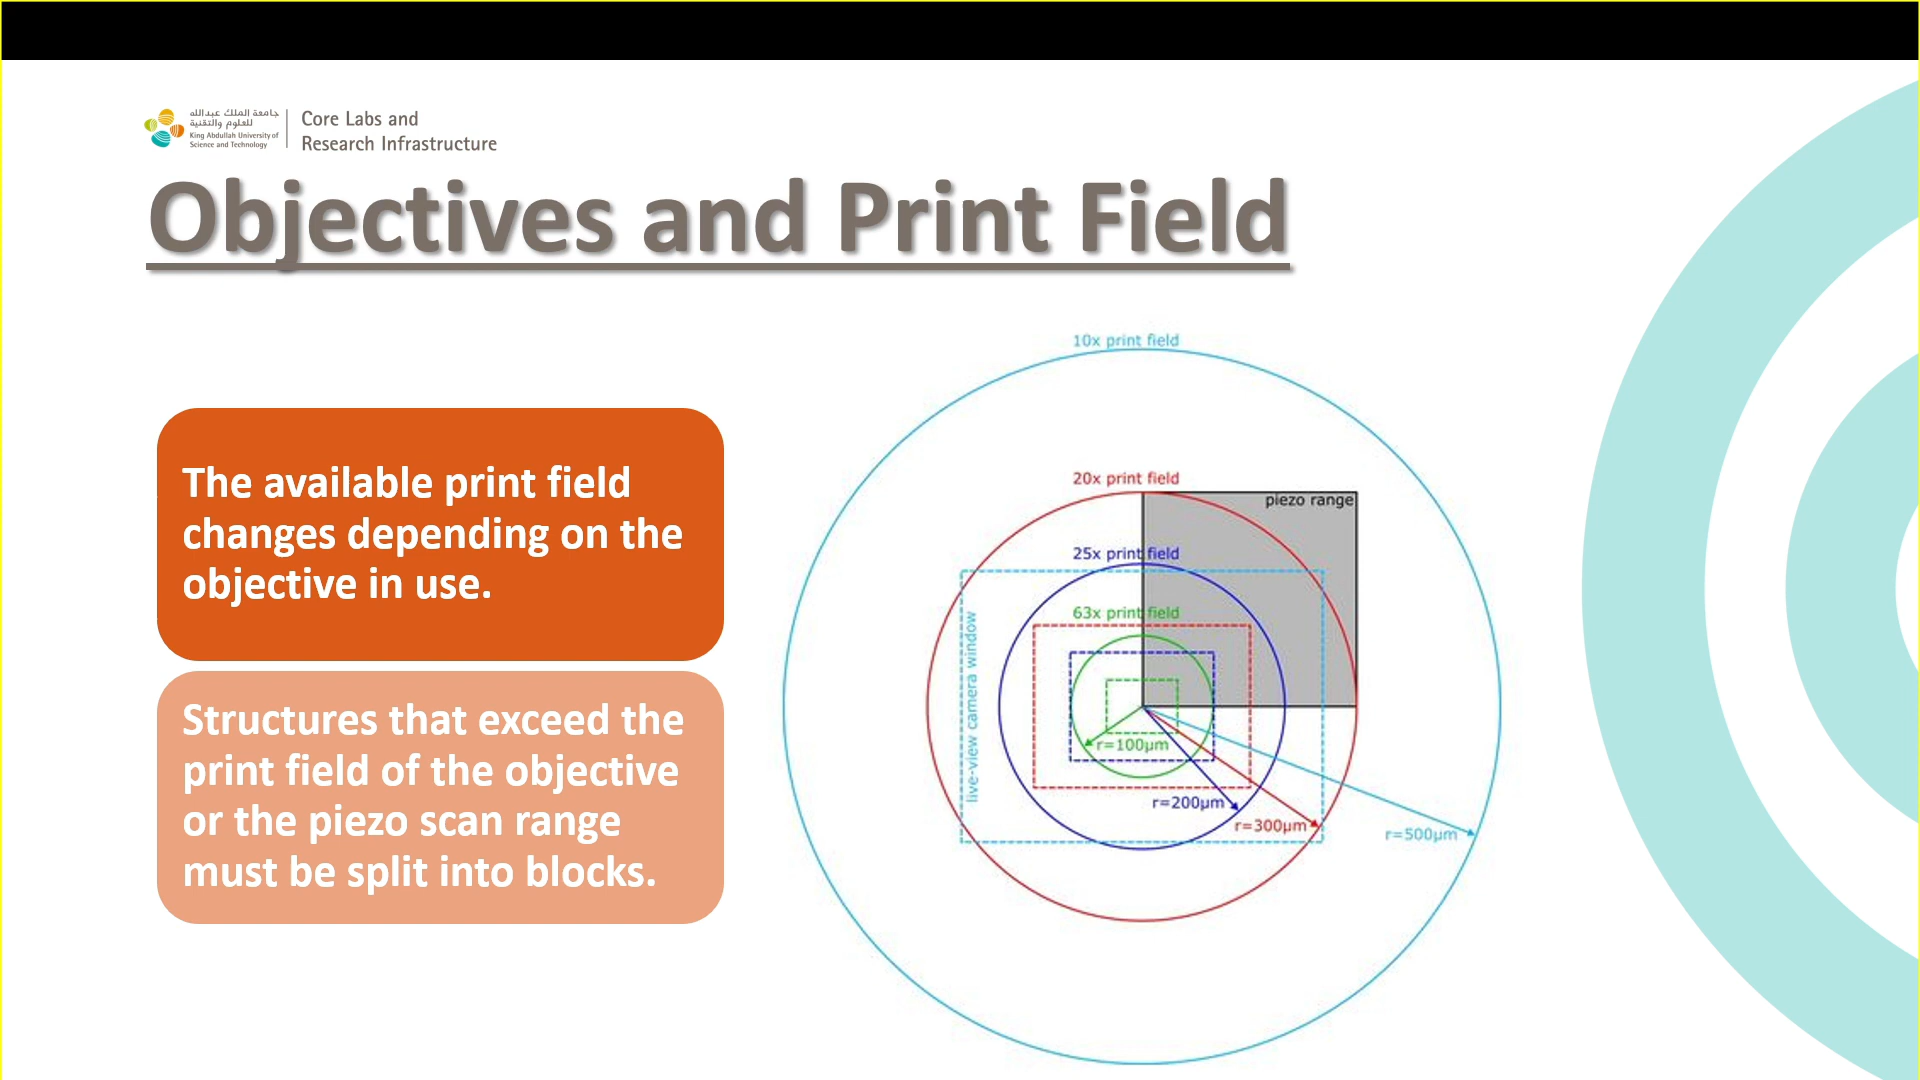 جامعة الملك عبدالله
للعلوم والتقنية
King Abdullah University of
Science and Technology
Core Labs and
Research Infrastructure
Objectives and Print Field
The available print field
changes depending on the
objective in use.
Structures that exceed the
print field of the objective
or the piezo scan range
must be split into blocks.
10x print field
20x print field
piezo range
25x print field
63x print field
live-view camera window
r=100µm
r=200µm
r=300µm
r=500µm